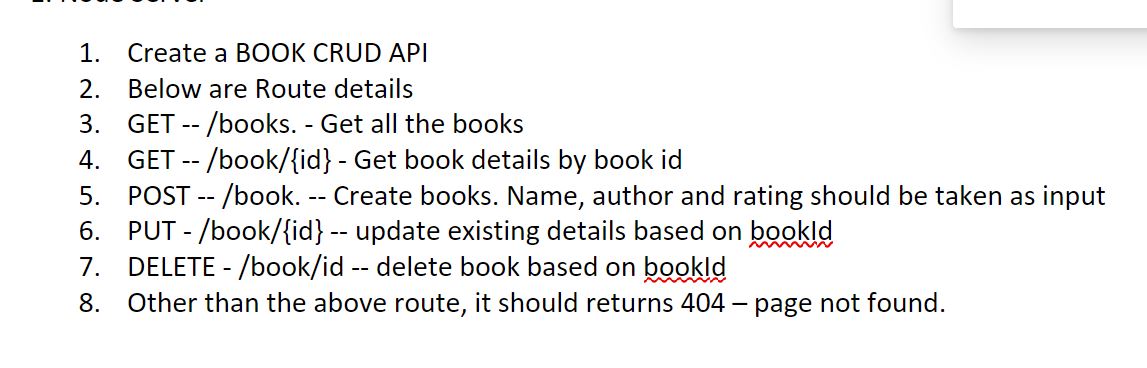 1. Create a BOOK CRUD API
2. Below are Route details
3. GET -- /books. - Get all the books
4. GET -- /book/{id} - Get book details by book id
5. POST -- /book. -- Create books. Name, author and rating should be taken as input
6. PUT - /book/{id} -- update existing details based on bookId
7. DELETE - /book/id -- delete book based on bookId
8. Other than the above route, it should returns 404 – page not found.